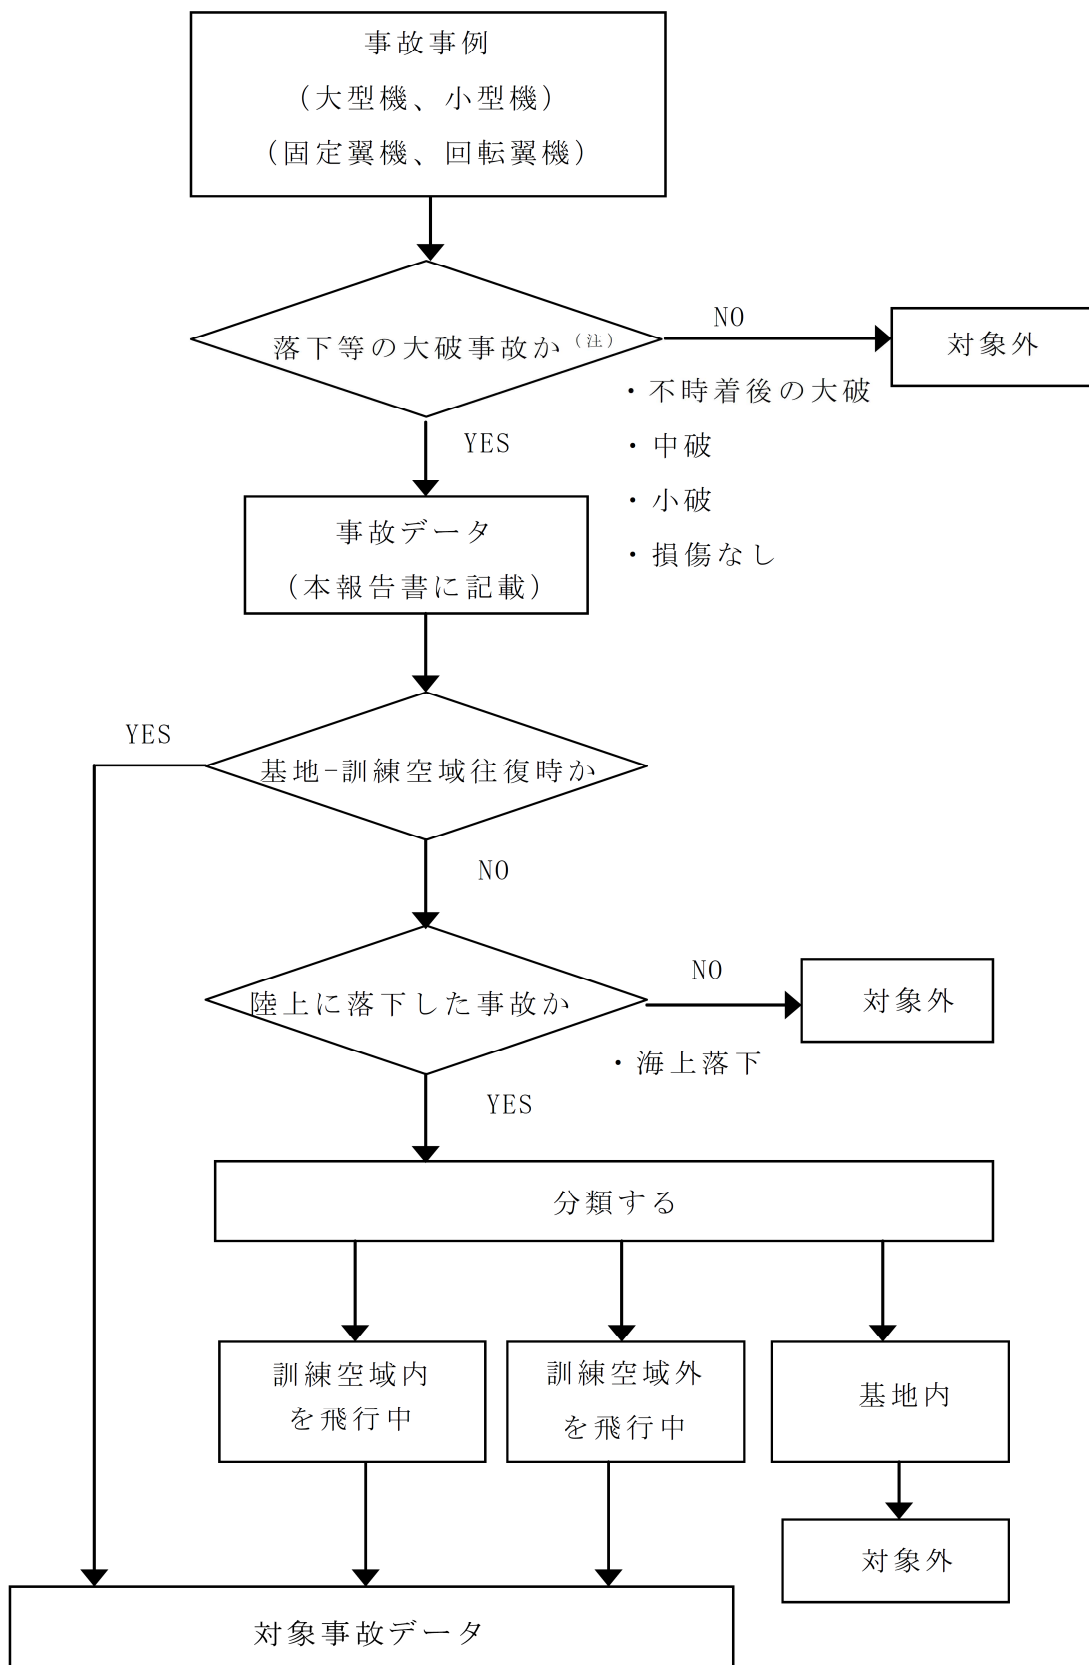 事故事例
（大型機、小型機）
（固定翼機、回転翼機）
落下等の大破事故か（注）
NO
対象外
・不時着後の大破
・中破
・小破
・損傷なし
YES
事故データ
（本報告書に記載）
YES
基地-訓練空域往復時か
NO
陸上に落下した事故か
NO
対象外
・海上落下
YES
分類する
訓練空域内
を飛行中
訓練空域外
を飛行中
基地内
対象外
対象事故データ